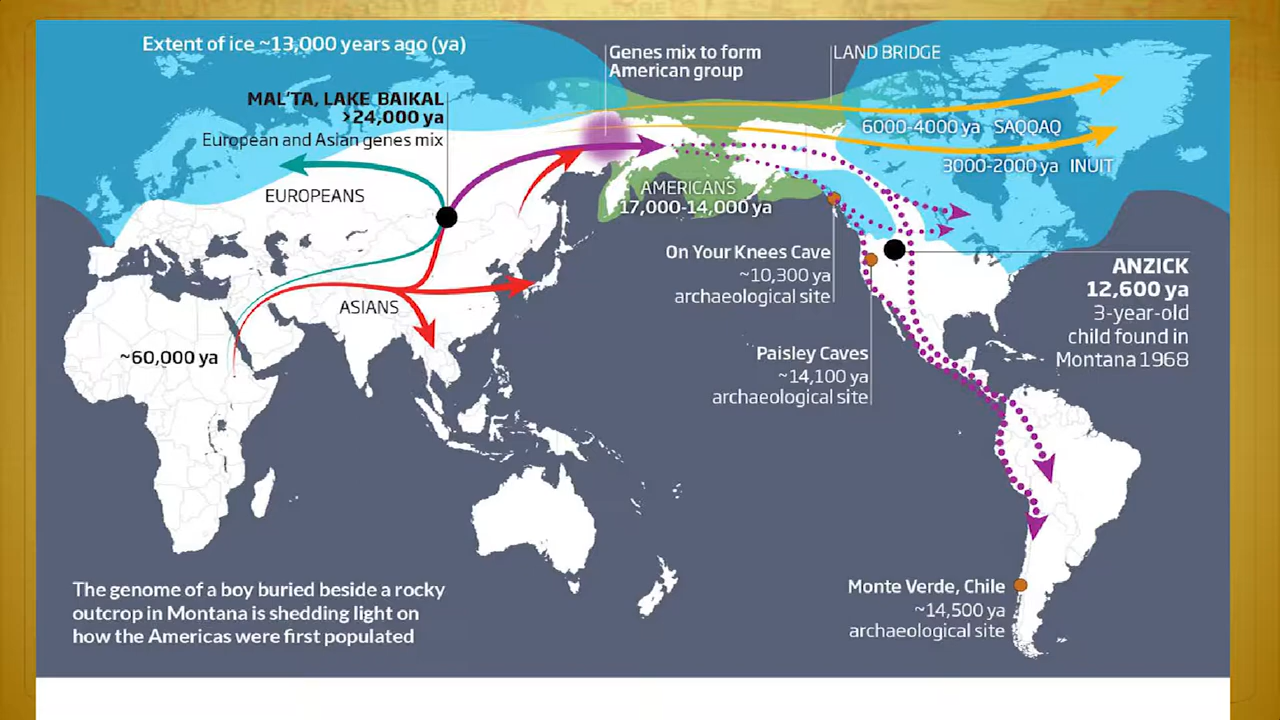 Extent of ice ~13,000 years ago (ya)
Genes mix to form
American group
LAND BRIDGE
MAL'TA, LAKE BAIKAL
>24,000 ya
European and Asian genes mix
6000-4000 ya SAQQAQ
3000-2000 ya INUIT
EUROPEANS
AMERICANS
17,000-14,000 ya
On Your Knees Cave
~10,300 ya
archaeological site
ANZICK
12,600 ya
3-year-old
child found in
Montana 1968
ASIANS
~60,000 ya
Paisley Caves
~14,100 ya
archaeological site
The genome of a boy buried beside a rocky
outcrop in Montana is shedding light on
how the Americas were first populated
Monte Verde, Chile
~14,500 ya
archaeological site